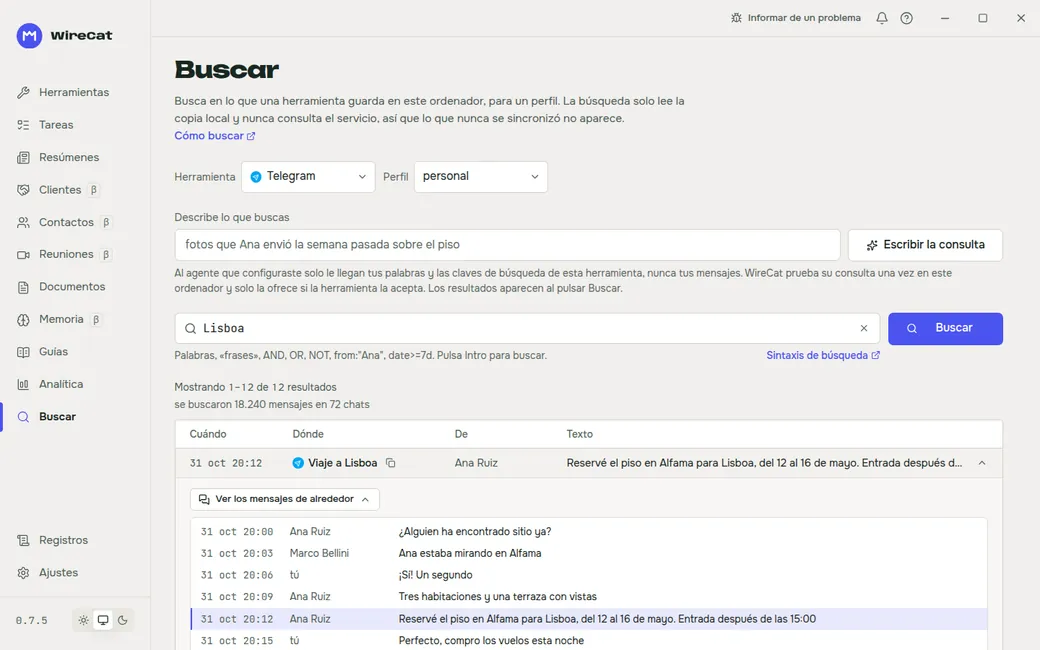 WireCat
Informar de un problema
Herramientas
Tareas
Resúmenes
Clientes β
Contactos β
Reuniones β
Documentos
Memoria β
Guías
Analítica
Buscar
Registros
Ajustes
0.7.5
Buscar
Busca en lo que una herramienta guarda en este ordenador, para un perfil. La búsqueda solo lee la
copia local y nunca consulta el servicio, así que lo que nunca se sincronizó no aparece.
Cómo buscar
Herramienta Telegram Perfil personal
Describe lo que buscas
fotos que Ana envió la semana pasada sobre el piso
Escribir la consulta
Al agente que configuraste solo le llegan tus palabras y las claves de búsqueda de esta herramienta, nunca tus mensajes. WireCat prueba su consulta una vez en este
ordenador y solo la ofrece si la herramienta la acepta. Los resultados aparecen al pulsar Buscar.
Lisboa
Buscar
Palabras, «frases», AND, OR, NOT, from:"Ana", date>=7d. Pulsa Intro para buscar.
Sintaxis de búsqueda
Mostrando 1–12 de 12 resultados
se buscaron 18.240 mensajes en 72 chats
Cuándo Dónde De Texto
31 oct 20:12 Viaje a Lisboa Ana Ruiz Reservé el piso en Alfama para Lisboa, del 12 al 16 de mayo. Entrada después d...
Ver los mensajes de alrededor
31 oct 20:00 Ana Ruiz ¿Alguien ha encontrado sitio ya?
31 oct 20:03 Marco Bellini Ana estaba mirando en Alfama
31 oct 20:06 tú ¡Sí! Un segundo
31 oct 20:09 Ana Ruiz Tres habitaciones y una terraza con vistas
31 oct 20:12 Ana Ruiz Reservé el piso en Alfama para Lisboa, del 12 al 16 de mayo. Entrada después de las 15:00
31 oct 20:15 tú Perfecto, compro los vuelos esta noche